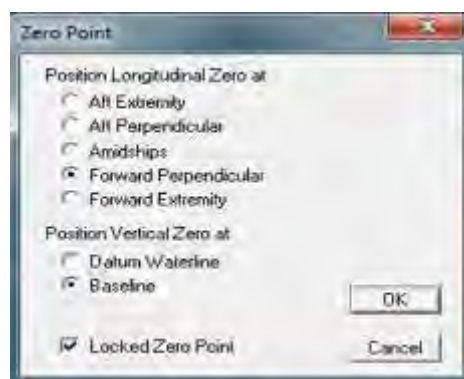 Zero Point
Position Longitudinal Zero at
Aft Extremity
Aft Perpendicular
Amidships
Forward Perpendicular
Forward Extremity
Position Vertical Zero at
Datum Waterline
Baseline
OK
Locked Zero Point
Cancel